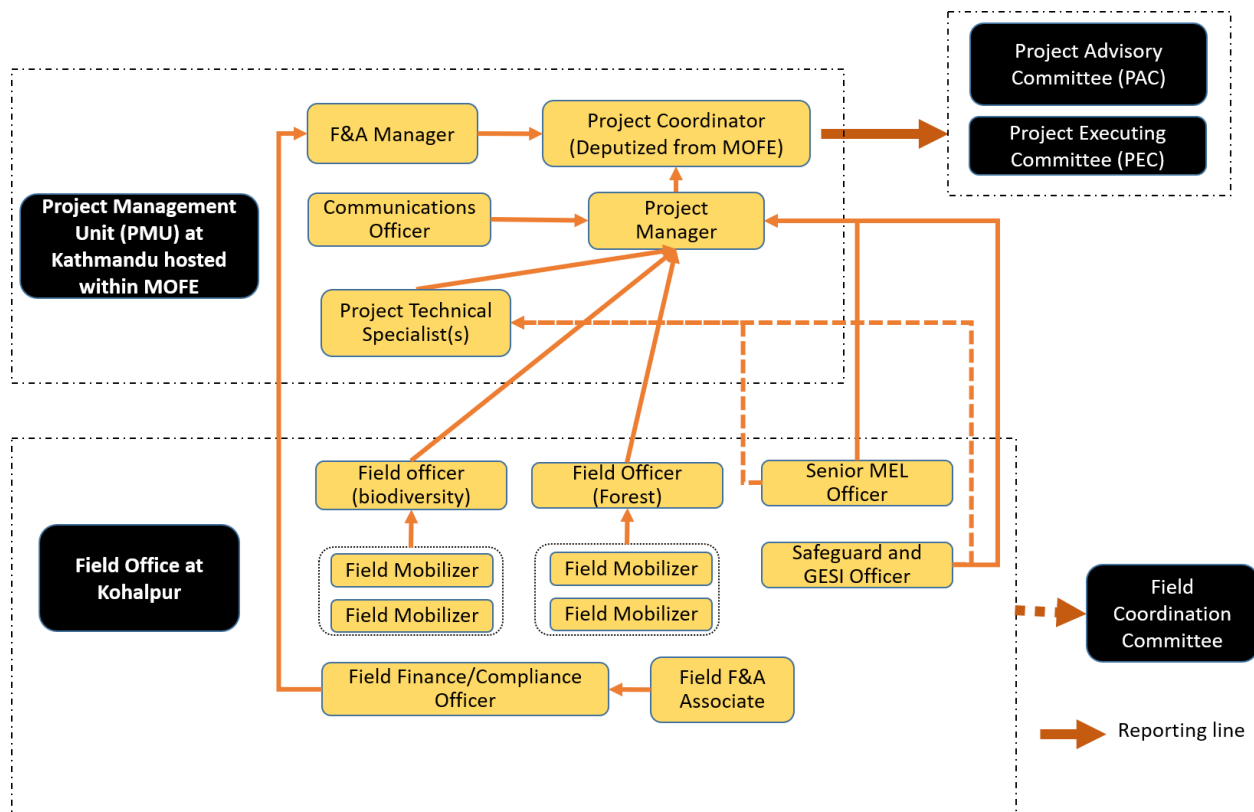 Project Advisory
Committee (PAC)
Project Executing
Committee (PEC)
F&A Manager
Project Coordinator
(Deputized from MOFE)
Project Management
Unit (PMU) at
Kathmandu hosted
within MOFE
Communications
Officer
Project
Manager
Project Technical
Specialist(s)
Field officer
(biodiversity)
Field Officer
(Forest)
Senior MEL
Officer
Field Office at
Kohalpur
Field Mobilizer
Field Mobilizer
Field Mobilizer
Field Mobilizer
Safeguard and
GESI Officer
Field
Coordination
Committee
Field Finance/Compliance
Officer
Field F&A
Associate
Reporting line